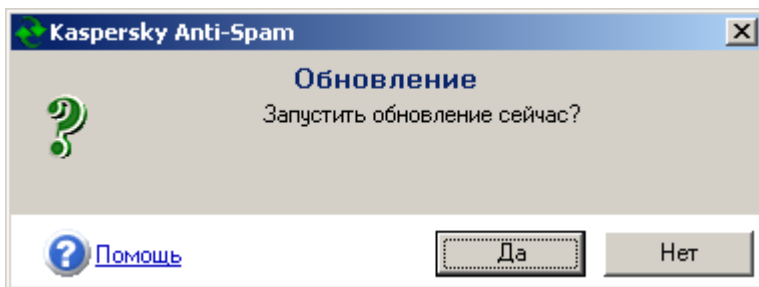 Kaspersky Anti-Spam
Обновление
Запустить обновление сейчас?
Помощь
Да
Нет